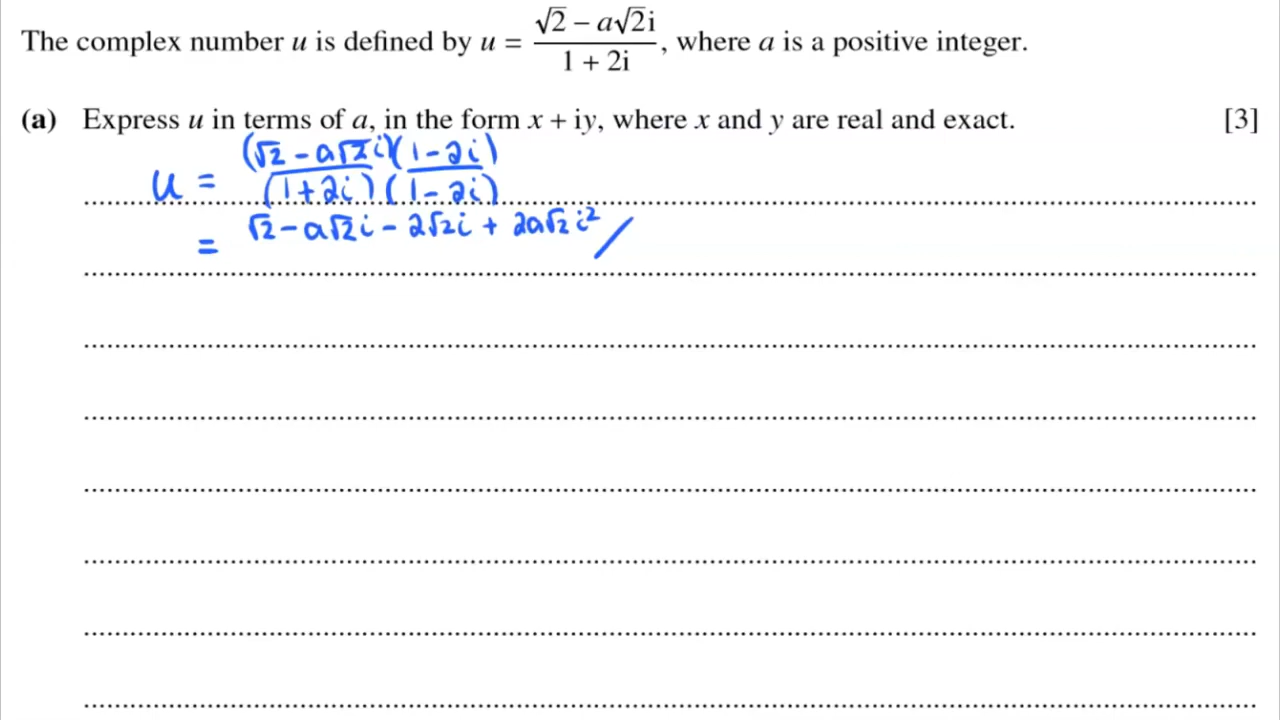 The complex number u is defined by u = (√2 − a√2i)/(1 + 2i), where a is a positive integer.
(a) Express u in terms of a, in the form x + iy, where x and y are real and exact. [3]
u = (√2 − a√2i)(1 − 2i)/(1 + 2i)(1 − 2i)
= √2 − a√2i − 2√2i + 2a√2i² /